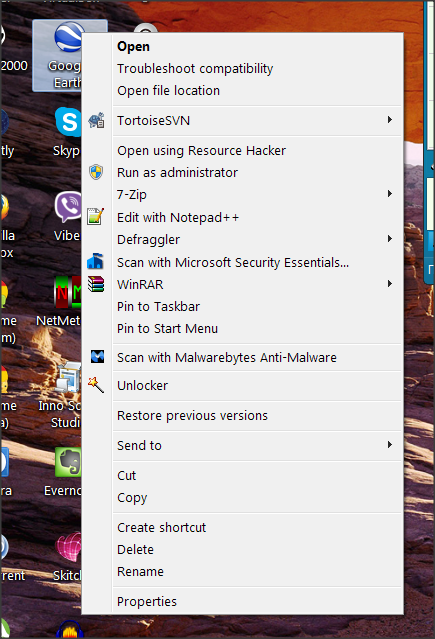 2000
Goog
Earth
Open
Troubleshoot compatibility
Open file location
TortoiseSVN
tly
Skyp
Open using Resource Hacker
Run as administrator
7-Zip
Edit with Notepad++
lla
ox
Vibe
Defraggler
Scan with Microsoft Security Essentials...
WinRAR
Pin to Taskbar
me
m)
NetMet
Pin to Start Menu
Scan with Malwarebytes Anti-Malware
Unlocker
me
a)
Inno S
Studi
Restore previous versions
Send to
Cut
ra
Everno
Copy
Create shortcut
Delete
rent
Skitch
Rename
Properties